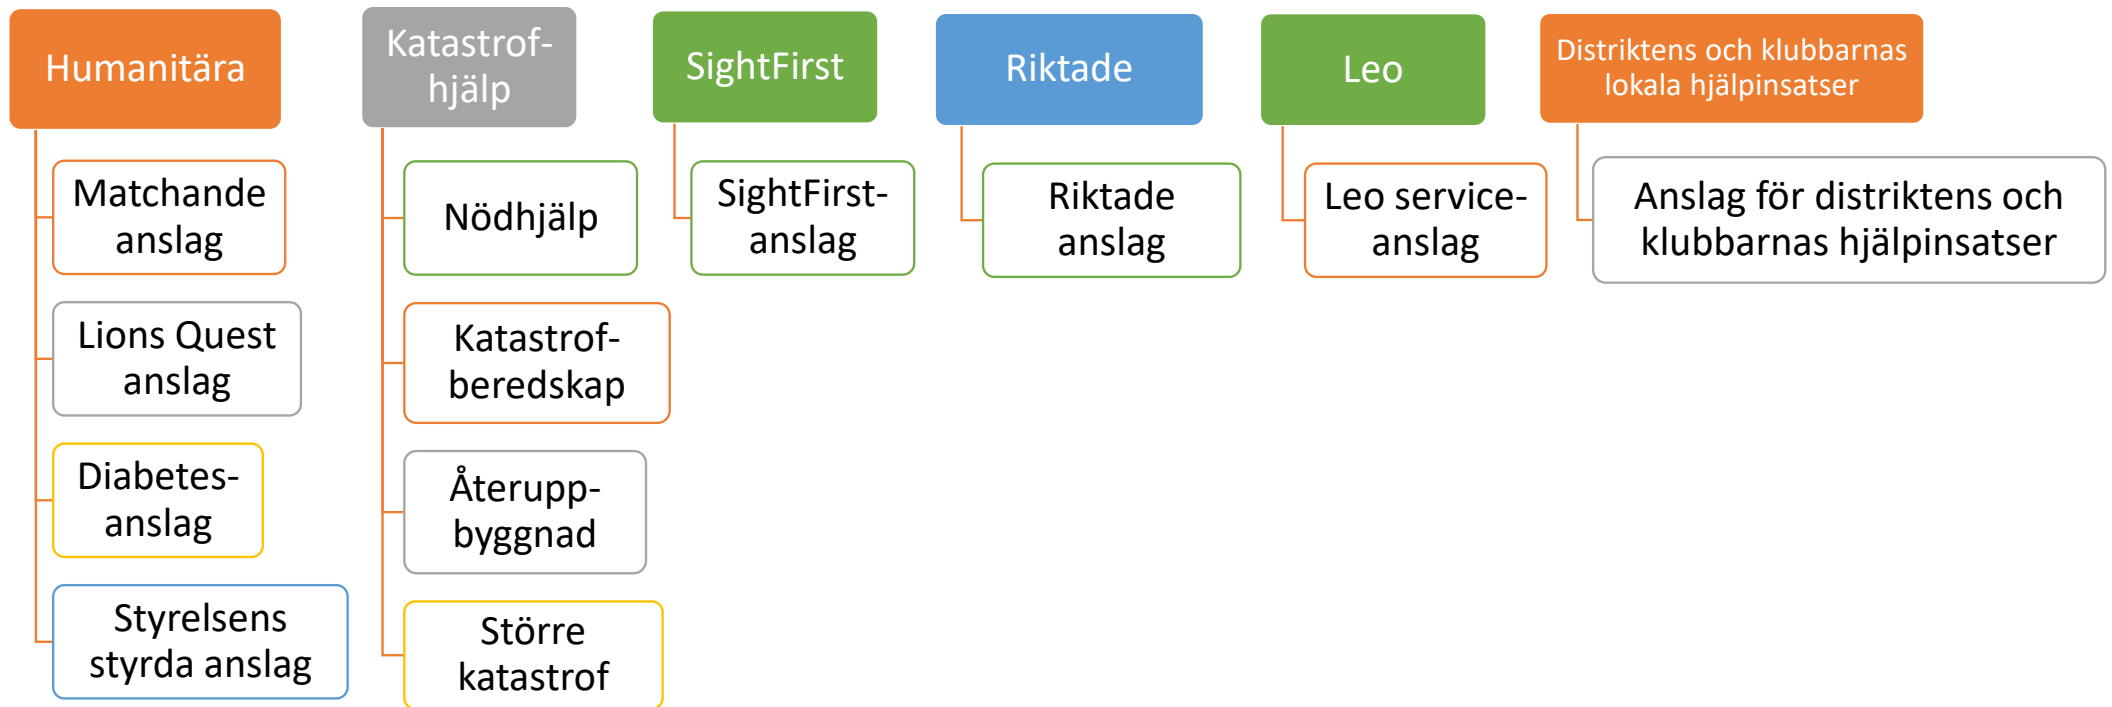 Humanitära
Matchande
anslag
Lions Quest
anslag
Diabetes-
anslag
Styrelsens
styrda anslag
Katastrof-
hjälp
Nödhjälp
Katastrof-
beredskap
Återupp-
byggnad
Större
katastrof
SightFirst
SightFirst-
anslag
Riktade
Riktade
anslag
Leo
Leo service-
anslag
Distriktens och klubbarnas
lokala hjälpinsatser
Anslag för distriktens och
klubbarnas hjälpinsatser